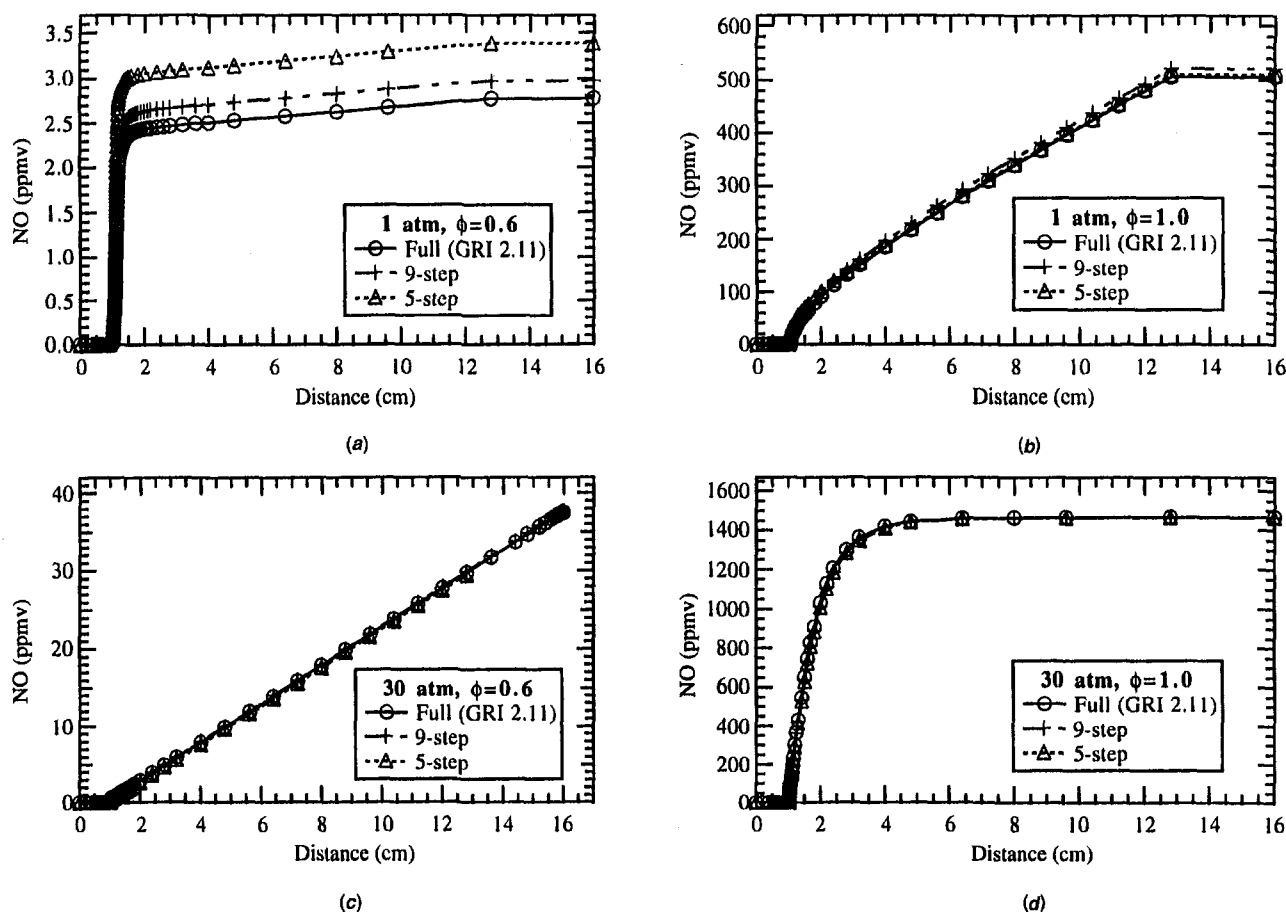 3.5
3.0
2.5
2.0
1.5
1.0
0.5
0.0
NO (ppmv)
1 atm, ϕ=0.6
Full (GRI 2.11)
9-step
5-step
0 2 4 6 8 10 12 14 16
Distance (cm)
(a)
600
500
400
300
200
100
0
NO (ppmv)
1 atm, ϕ=1.0
Full (GRI 2.11)
9-step
5-step
0 2 4 6 8 10 12 14 16
Distance (cm)
(b)
40
30
20
10
0
NO (ppmv)
30 atm, ϕ=0.6
Full (GRI 2.11)
9-step
5-step
0 2 4 6 8 10 12 14 16
Distance (cm)
(c)
1600
1400
1200
1000
800
600
400
200
0
NO (ppmv)
30 atm, ϕ=1.0
Full (GRI 2.11)
9-step
5-step
0 2 4 6 8 10 12 14 16
Distance (cm)
(d)